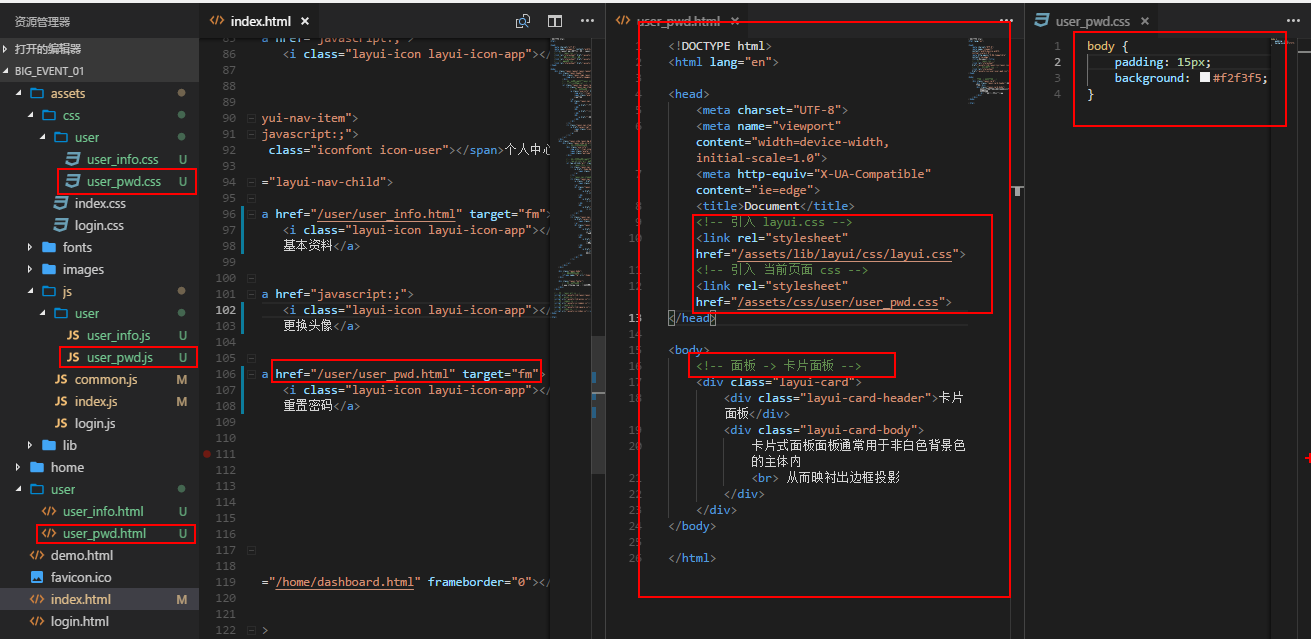 资源管理器
打开的编辑器
BIG_EVENT_01
assets
css
user
user_info.css U
user_pwd.css U
index.css
login.css
fonts
images
js
user
user_info.js U
user_pwd.js U
common.js M
index.js M
login.js
lib
home
user
user_info.html U
user_pwd.html U
demo.html
favicon.ico
index.html M
login.html
index.html
86 <i class="layui-icon layui-icon-app"></
87
88
89
90 yui-nav-item">
91 javascript:;">
92 class="iconfont icon-user"></span>个人中心
93
94 ="layui-nav-child">
95
96 a href="/user/user_info.html" target="fm">
97 <i class="layui-icon layui-icon-app"></
98 基本资料</a>
99
100
101 a href="javascript:;">
102 <i class="layui-icon layui-icon-app"></
103 更换头像</a>
104
105
106 a href="/user/user_pwd.html" target="fm">
107 <i class="layui-icon layui-icon-app"></
108 重置密码</a>
109
110
111
112
113
114
115
116
117
118
119 ="/home/dashboard.html" frameborder="0"></
120
121
122 >
user_pwd.html
1 <!DOCTYPE html>
2 <html lang="en">
3
4 <head>
5 <meta charset="UTF-8">
6 <meta name="viewport"
content="width=device-width,
initial-scale=1.0">
7 <meta http-equiv="X-UA-Compatible"
content="ie=edge">
8 <title>Document</title>
9 <!-- 引入 layui.css -->
10 <link rel="stylesheet"
href="/assets/lib/layui/css/layui.css">
11 <!-- 引入 当前页面 css -->
12 <link rel="stylesheet"
href="/assets/css/user/user_pwd.css">
13 </head>
14
15 <body>
16 <!-- 面板 -> 卡片面板 -->
17 <div class="layui-card">
18 <div class="layui-card-header">卡片
面板</div>
19 <div class="layui-card-body">
20 卡片式面板面板通常用于非白色背景色
的主体内
21 <br> 从而映衬出边框投影
22 </div>
23 </div>
24 </body>
25
26 </html>
user_pwd.css
1 body {
2 padding: 15px;
3 background: #f2f3f5;
4 }